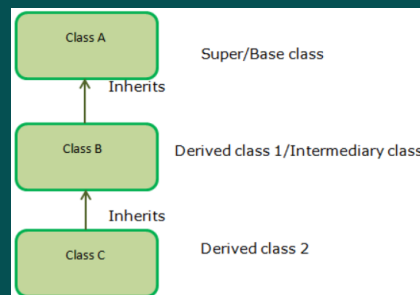 Class A
Super/Base class
Inherits
Class B
Derived class 1/Intermediary class
Inherits
Class C
Derived class 2